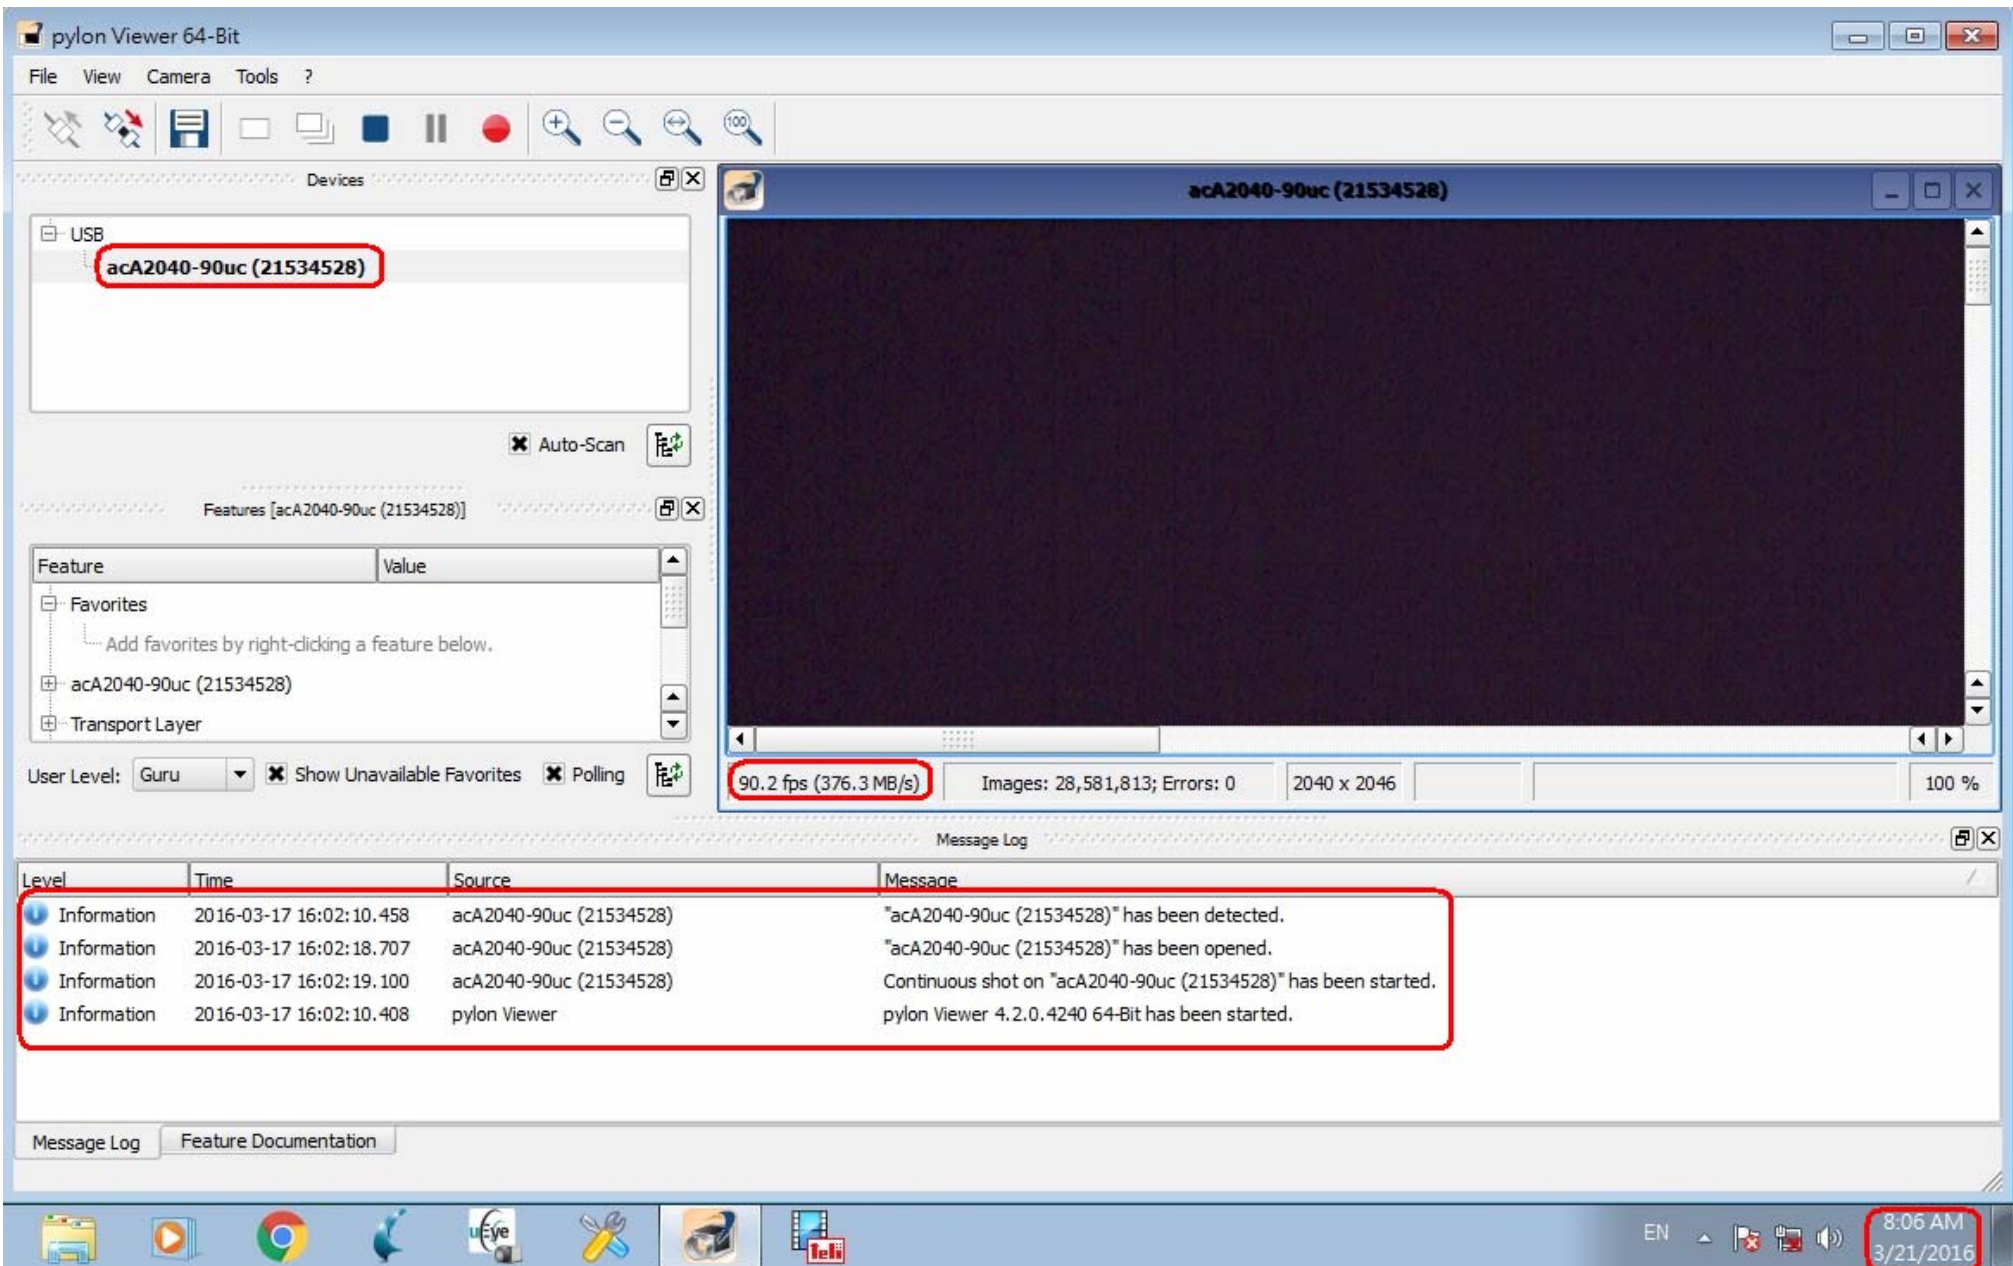 pylon Viewer 64-Bit
File View Camera Tools ?
100
Devices
acA2040-90uc (21534528)
USB
acA2040-90uc (21534528)
Auto-Scan
Features [acA2040-90uc (21534528)]
Feature Value
Favorites
Add favorites by right-clicking a feature below.
acA2040-90uc (21534528)
Transport Layer
User Level: Guru Show Unavailable Favorites Polling
90.2 fps (376.3 MB/s) Images: 28,581,813; Errors: 0 2040 x 2046 100 %
Message Log
Level Time Source Message
Information 2016-03-17 16:02:10.458 acA2040-90uc (21534528) "acA2040-90uc (21534528)" has been detected.
Information 2016-03-17 16:02:18.707 acA2040-90uc (21534528) "acA2040-90uc (21534528)" has been opened.
Information 2016-03-17 16:02:19.100 acA2040-90uc (21534528) Continuous shot on "acA2040-90uc (21534528)" has been started.
Information 2016-03-17 16:02:10.408 pylon Viewer pylon Viewer 4.2.0.4240 64-Bit has been started.
Message Log Feature Documentation
uEye
Teli
EN
8:06 AM
3/21/2016